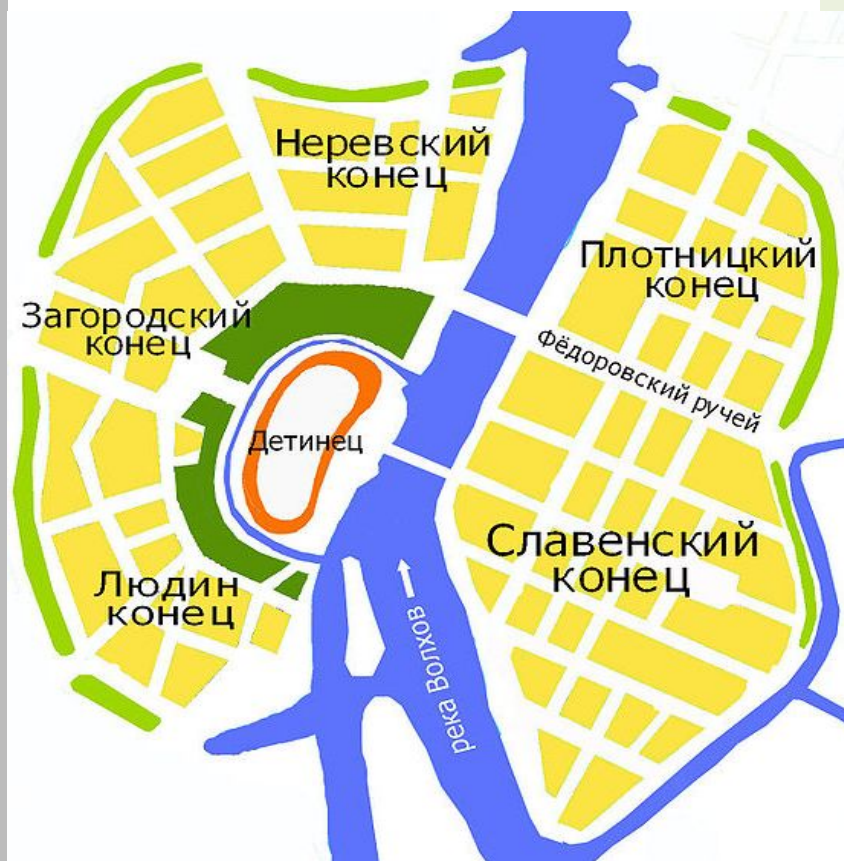 Неревский
конец
Плотницкий
конец
Загородский
конец
Фёдоровский ручей
Детинец
Славенский
конец
Людин
конец
река Волхов →